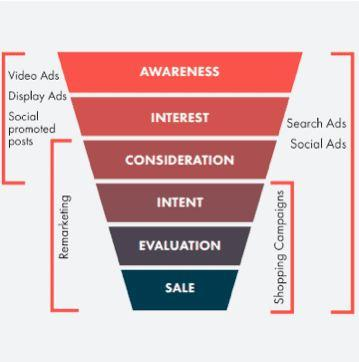 AWARENESS
Video Ads
Display Ads
Social
promoted
posts
INTEREST
Search Ads
Social Ads
CONSIDERATION
Remarketing
INTENT
Shopping Campaigns
EVALUATION
SALE